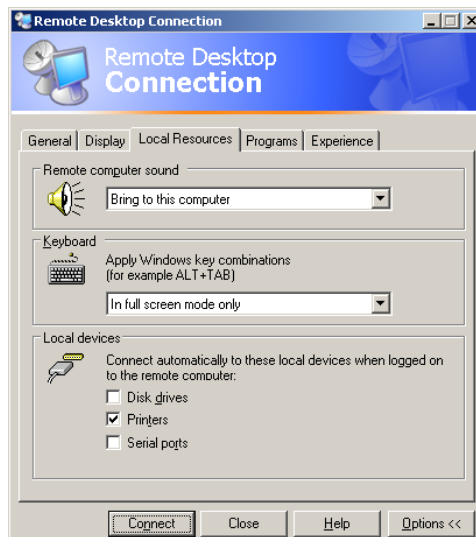 Remote Desktop Connection
Remote Desktop
Connection
General Display Local Resources Programs Experience
Remote computer sound
Bring to this computer
Keyboard
Apply Windows key combinations
(for example ALT+TAB)
In full screen mode only
Local devices
Connect automatically to these local devices when logged on
to the remote computer:
Disk drives
Printers
Serial ports
Connect Close Help Options <<